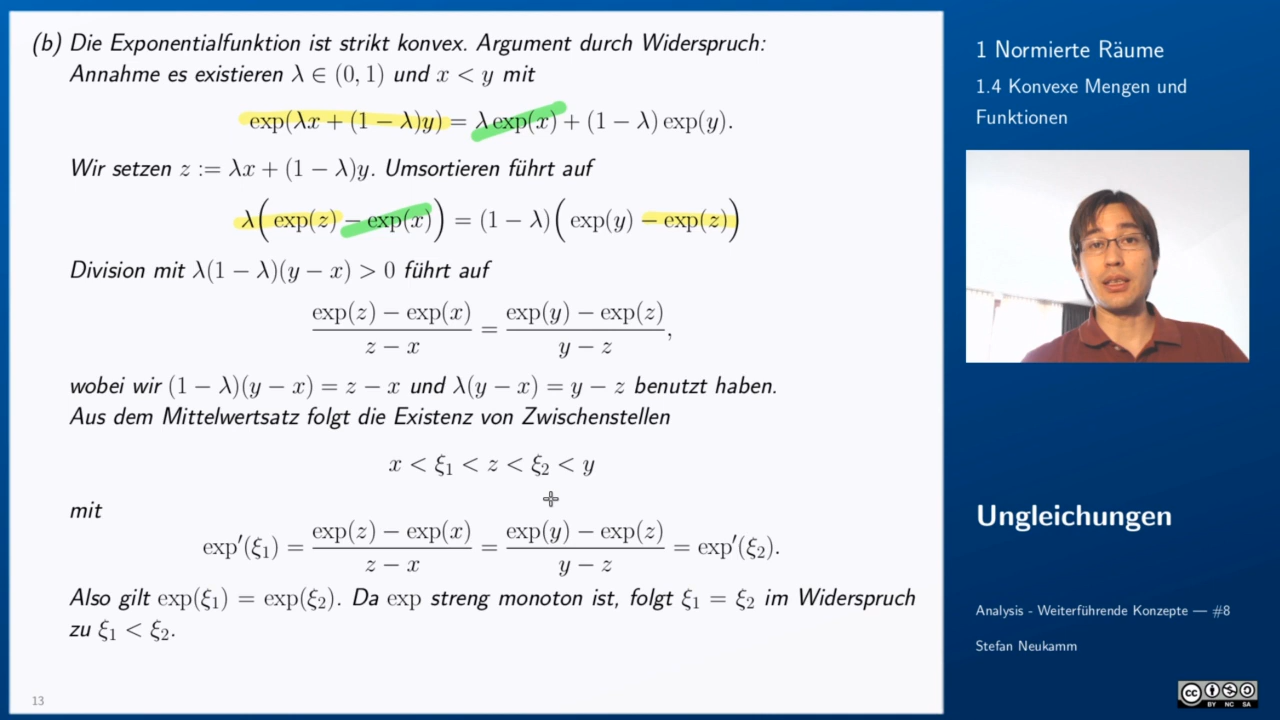 (b) Die Exponentialfunktion ist strikt konvex. Argument durch Widerspruch:
Annahme es existieren λ ∈ (0, 1) und x < y mit
exp(λx + (1 − λ)y) = λ exp(x) + (1 − λ) exp(y).
Wir setzen z := λx + (1 − λ)y. Umsortieren führt auf
λ(exp(z) − exp(x)) = (1 − λ)(exp(y) − exp(z))
Division mit λ(1 − λ)(y − x) > 0 führt auf
(exp(z) − exp(x))/(z − x) = (exp(y) − exp(z))/(y − z),
wobei wir (1 − λ)(y − x) = z − x und λ(y − x) = y − z benutzt haben.
Aus dem Mittelwertsatz folgt die Existenz von Zwischenstellen
x < ξ₁ < z < ξ₂ < y
mit
exp′(ξ₁) = (exp(z) − exp(x))/(z − x) = (exp(y) − exp(z))/(y − z) = exp′(ξ₂).
Also gilt exp(ξ₁) = exp(ξ₂). Da exp streng monoton ist, folgt ξ₁ = ξ₂ im Widerspruch
zu ξ₁ < ξ₂.
13
1 Normierte Räume
1.4 Konvexe Mengen und
Funktionen
Ungleichungen
Analysis - Weiterführende Konzepte — #8
Stefan Neukamm
cc
BY NC SA